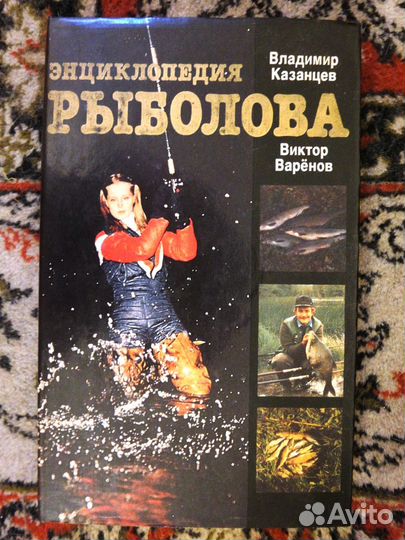 Владимир
Казанцев
ЭНЦИКЛОПЕДИЯ
РЫБОЛОВА
Виктор
Варёнов
Avito